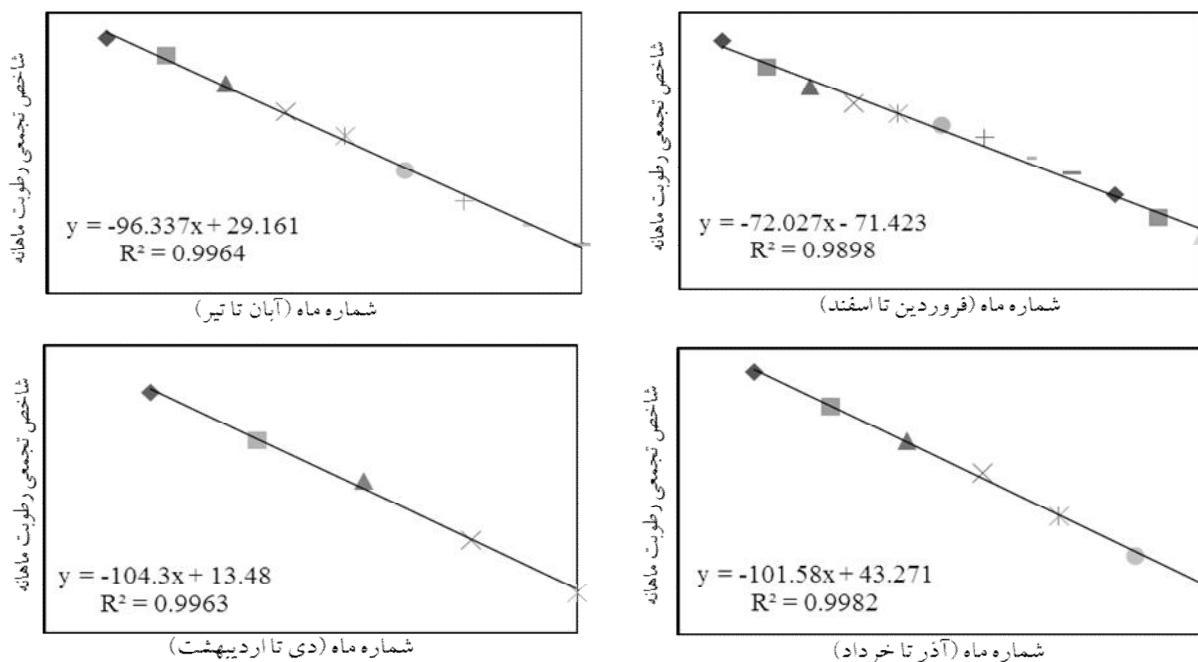 شاخص تجمعی رطوبت ماهانه
y = -72.027x - 71.423
R² = 0.9898
شماره ماه (فروردین تا اسفند)
شاخص تجمعی رطوبت ماهانه
y = -96.337x + 29.161
R² = 0.9964
شماره ماه (آبان تا تیر)
شاخص تجمعی رطوبت ماهانه
y = -101.58x + 43.271
R² = 0.9982
شماره ماه (آذر تا خرداد)
شاخص تجمعی رطوبت ماهانه
y = -104.3x + 13.48
R² = 0.9963
شماره ماه (دی تا اردیبهشت)